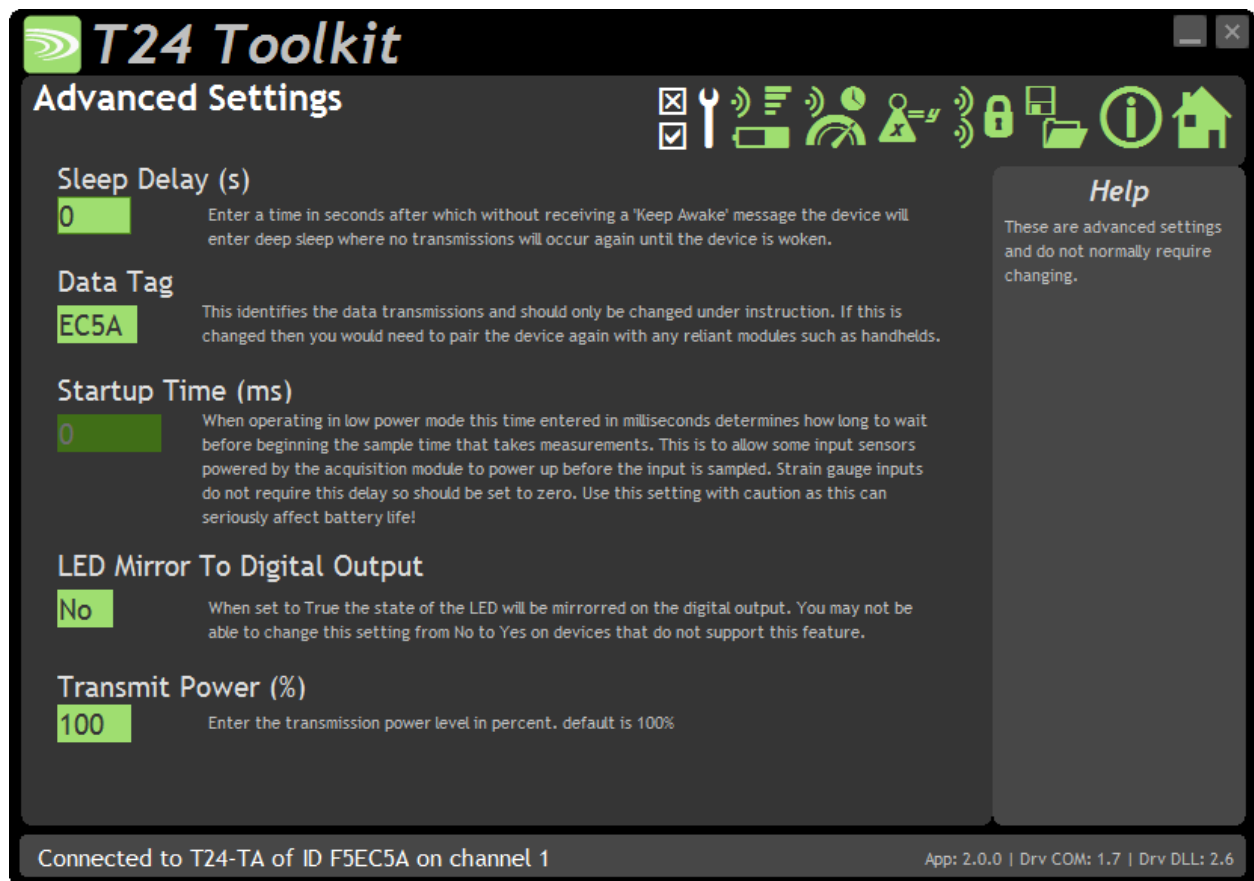 T24 Toolkit
Advanced Settings
x=y
Sleep Delay (s)
0
Enter a time in seconds after which without receiving a 'Keep Awake' message the device will
enter deep sleep where no transmissions will occur again until the device is woken.
Data Tag
EC5A
This identifies the data transmissions and should only be changed under instruction. If this is
changed then you would need to pair the device again with any reliant modules such as handhelds.
Startup Time (ms)
0
When operating in low power mode this time entered in milliseconds determines how long to wait
before beginning the sample time that takes measurements. This is to allow some input sensors
powered by the acquisition module to power up before the input is sampled. Strain gauge inputs
do not require this delay so should be set to zero. Use this setting with caution as this can
seriously affect battery life!
LED Mirror To Digital Output
No
When set to True the state of the LED will be mirrorred on the digital output. You may not be
able to change this setting from No to Yes on devices that do not support this feature.
Transmit Power (%)
100
Enter the transmission power level in percent. default is 100%
Help
These are advanced settings
and do not normally require
changing.
Connected to T24-TA of ID F5EC5A on channel 1
App: 2.0.0 | Drv COM: 1.7 | Drv DLL: 2.6